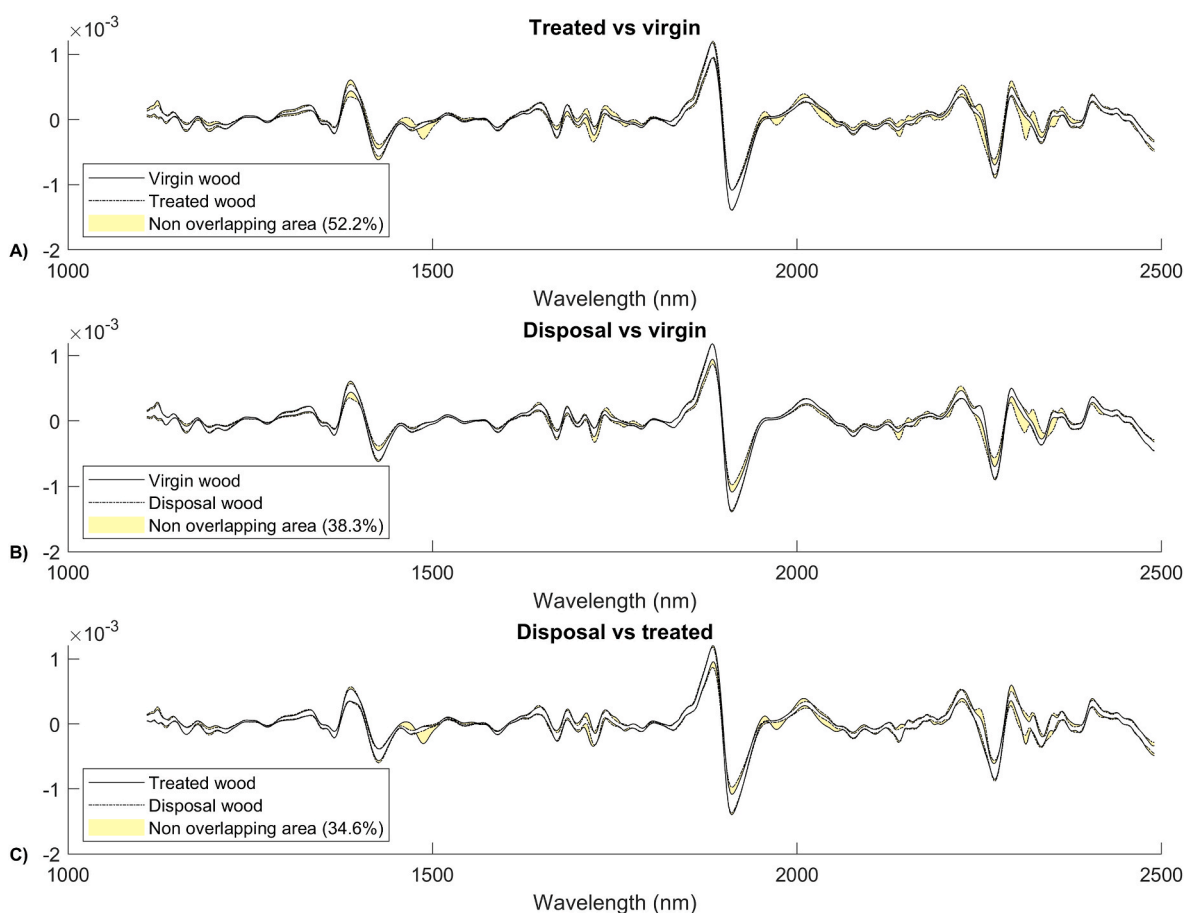 ×10-3
Treated vs virgin
1
0
-1
-2
Virgin wood
Treated wood
Non overlapping area (52.2%)
A)
1000 1500 2000 2500
Wavelength (nm)
×10-3
Disposal vs virgin
1
0
-1
-2
Virgin wood
Disposal wood
Non overlapping area (38.3%)
B)
1000 1500 2000 2500
Wavelength (nm)
×10-3
Disposal vs treated
1
0
-1
-2
Treated wood
Disposal wood
Non overlapping area (34.6%)
C)
1000 1500 2000 2500
Wavelength (nm)